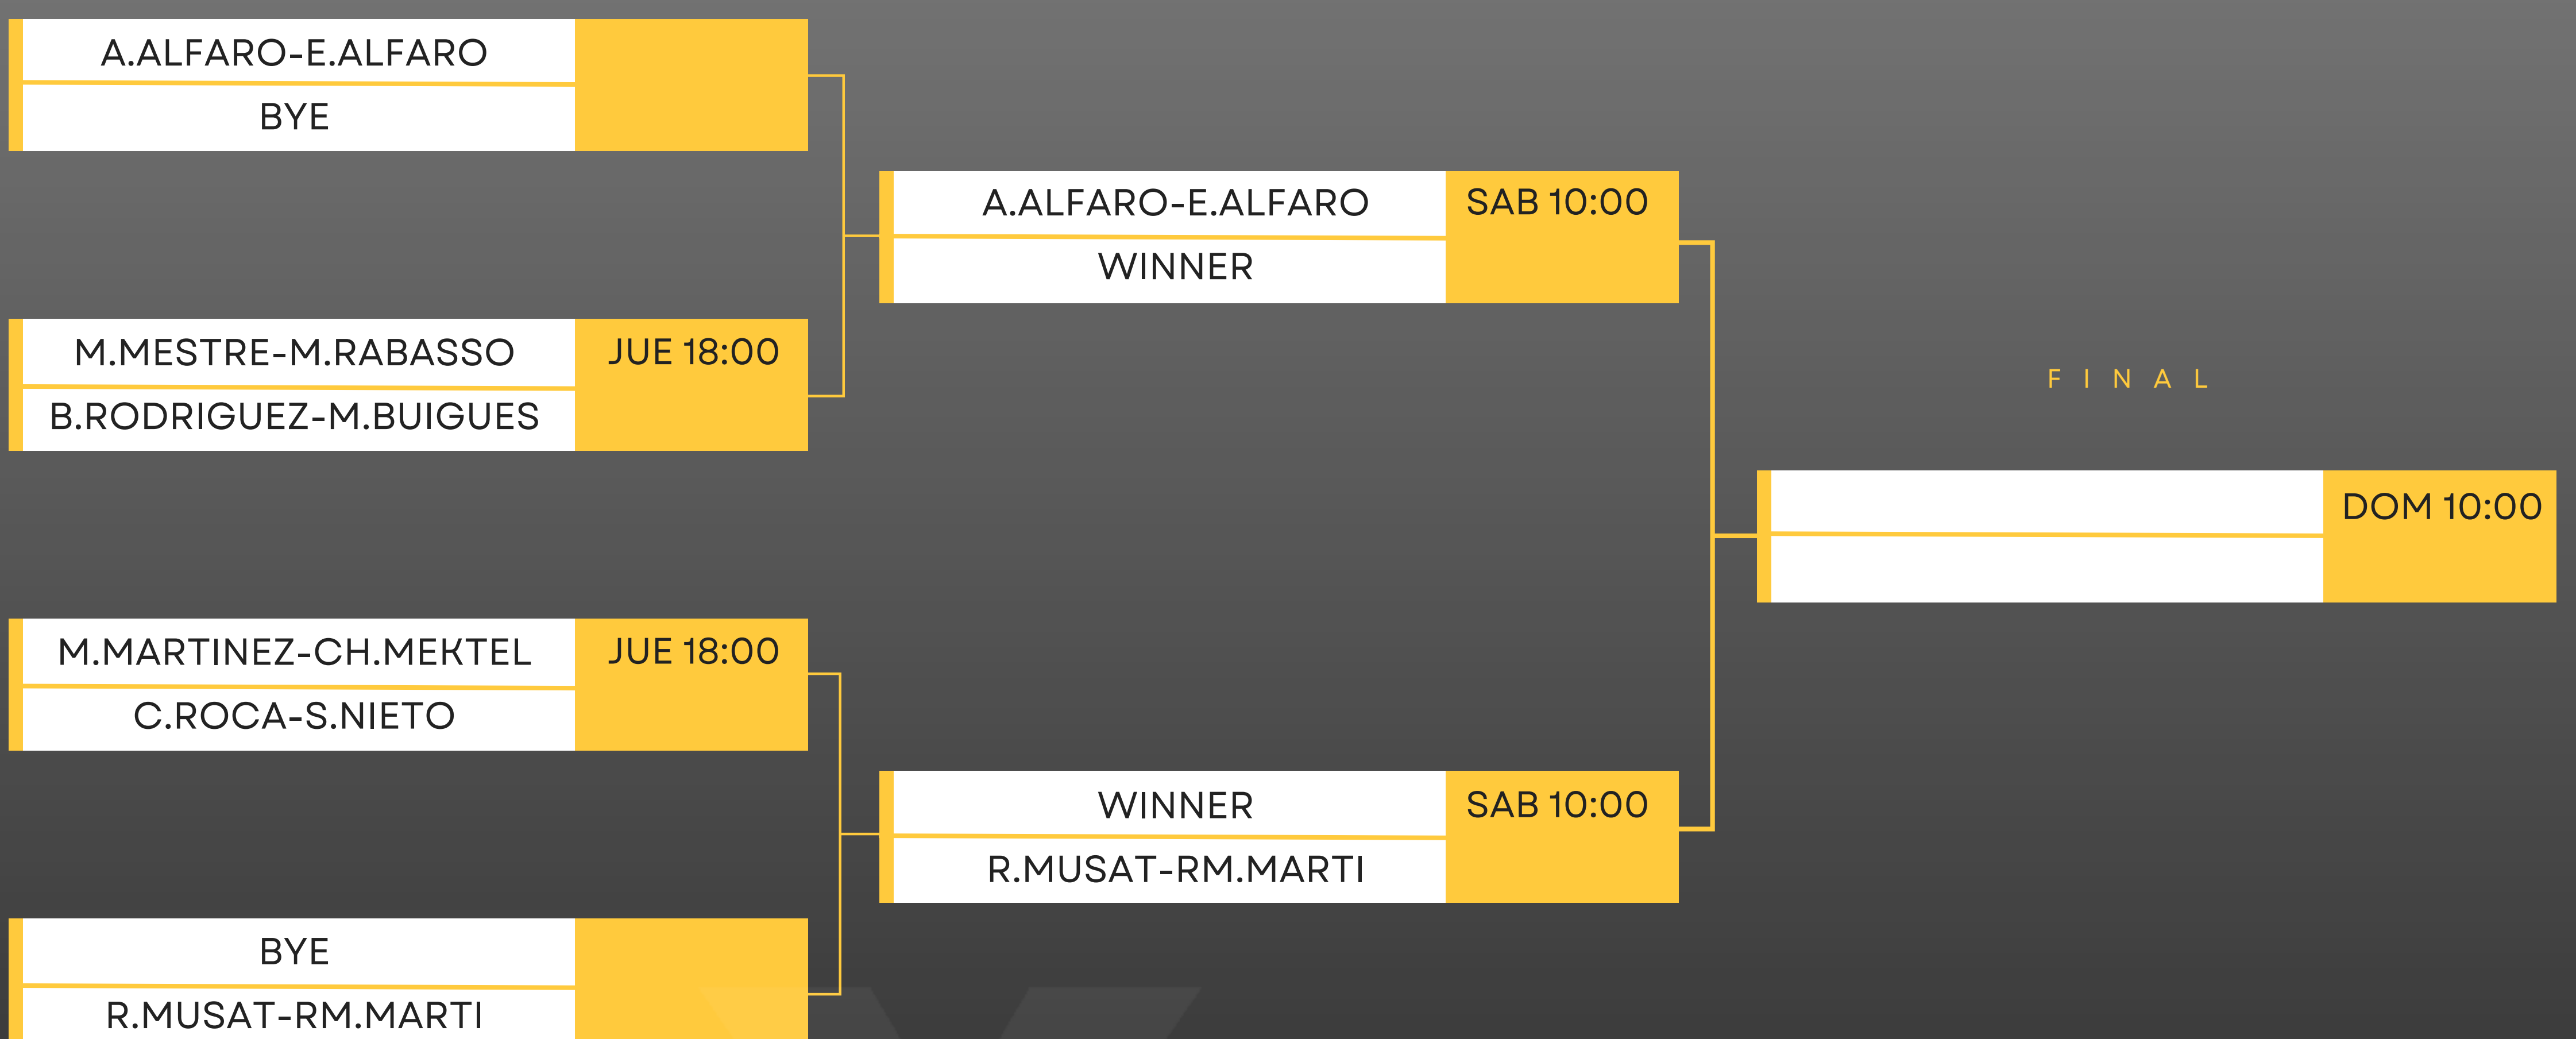 A.ALFARO-E.ALFARO
BYE
M.MESTRE-M.RABASSO
JUE 18:00
B.RODRIGUEZ-M.BUIGUES
M.MARTINEZ-CH.MEKTEL
JUE 18:00
C.ROCA-S.NIETO
BYE
R.MUSAT-RM.MARTI
A.ALFARO-E.ALFARO
SAB 10:00
WINNER
WINNER
SAB 10:00
R.MUSAT-RM.MARTI
FINAL
DOM 10:00